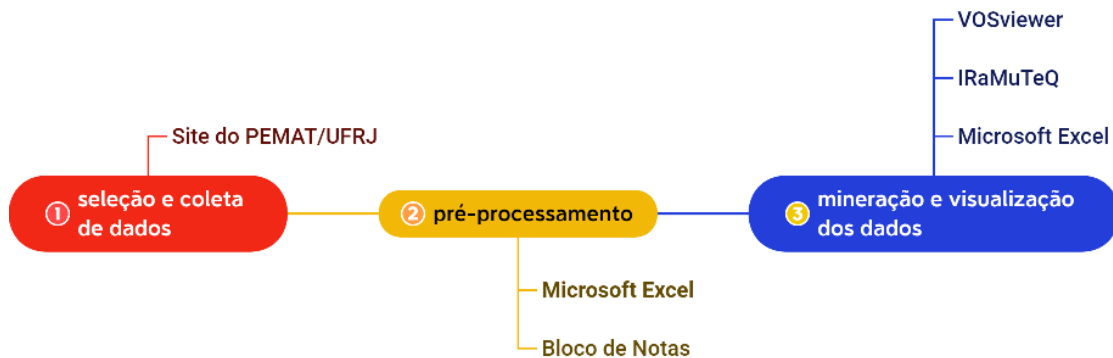 VOSviewer
IRaMuTeQ
Site do PEMAT/UFRJ
Microsoft Excel
1 seleção e coleta
de dados
2 pré-processamento
3 mineração e visualização
dos dados
Microsoft Excel
Bloco de Notas